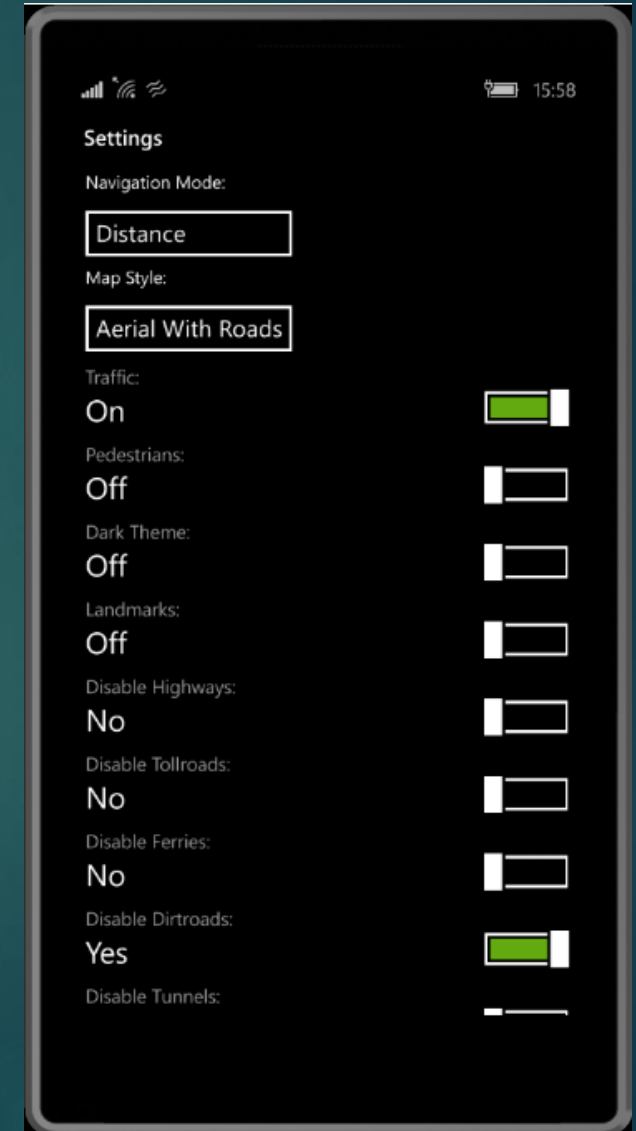 15:58
Settings
Navigation Mode:
Distance
Map Style:
Aerial With Roads
Traffic:
On
Pedestrians:
Off
Dark Theme:
Off
Landmarks:
Off
Disable Highways:
No
Disable Tollroads:
No
Disable Ferries:
No
Disable Dirtroads:
Yes
Disable Tunnels: